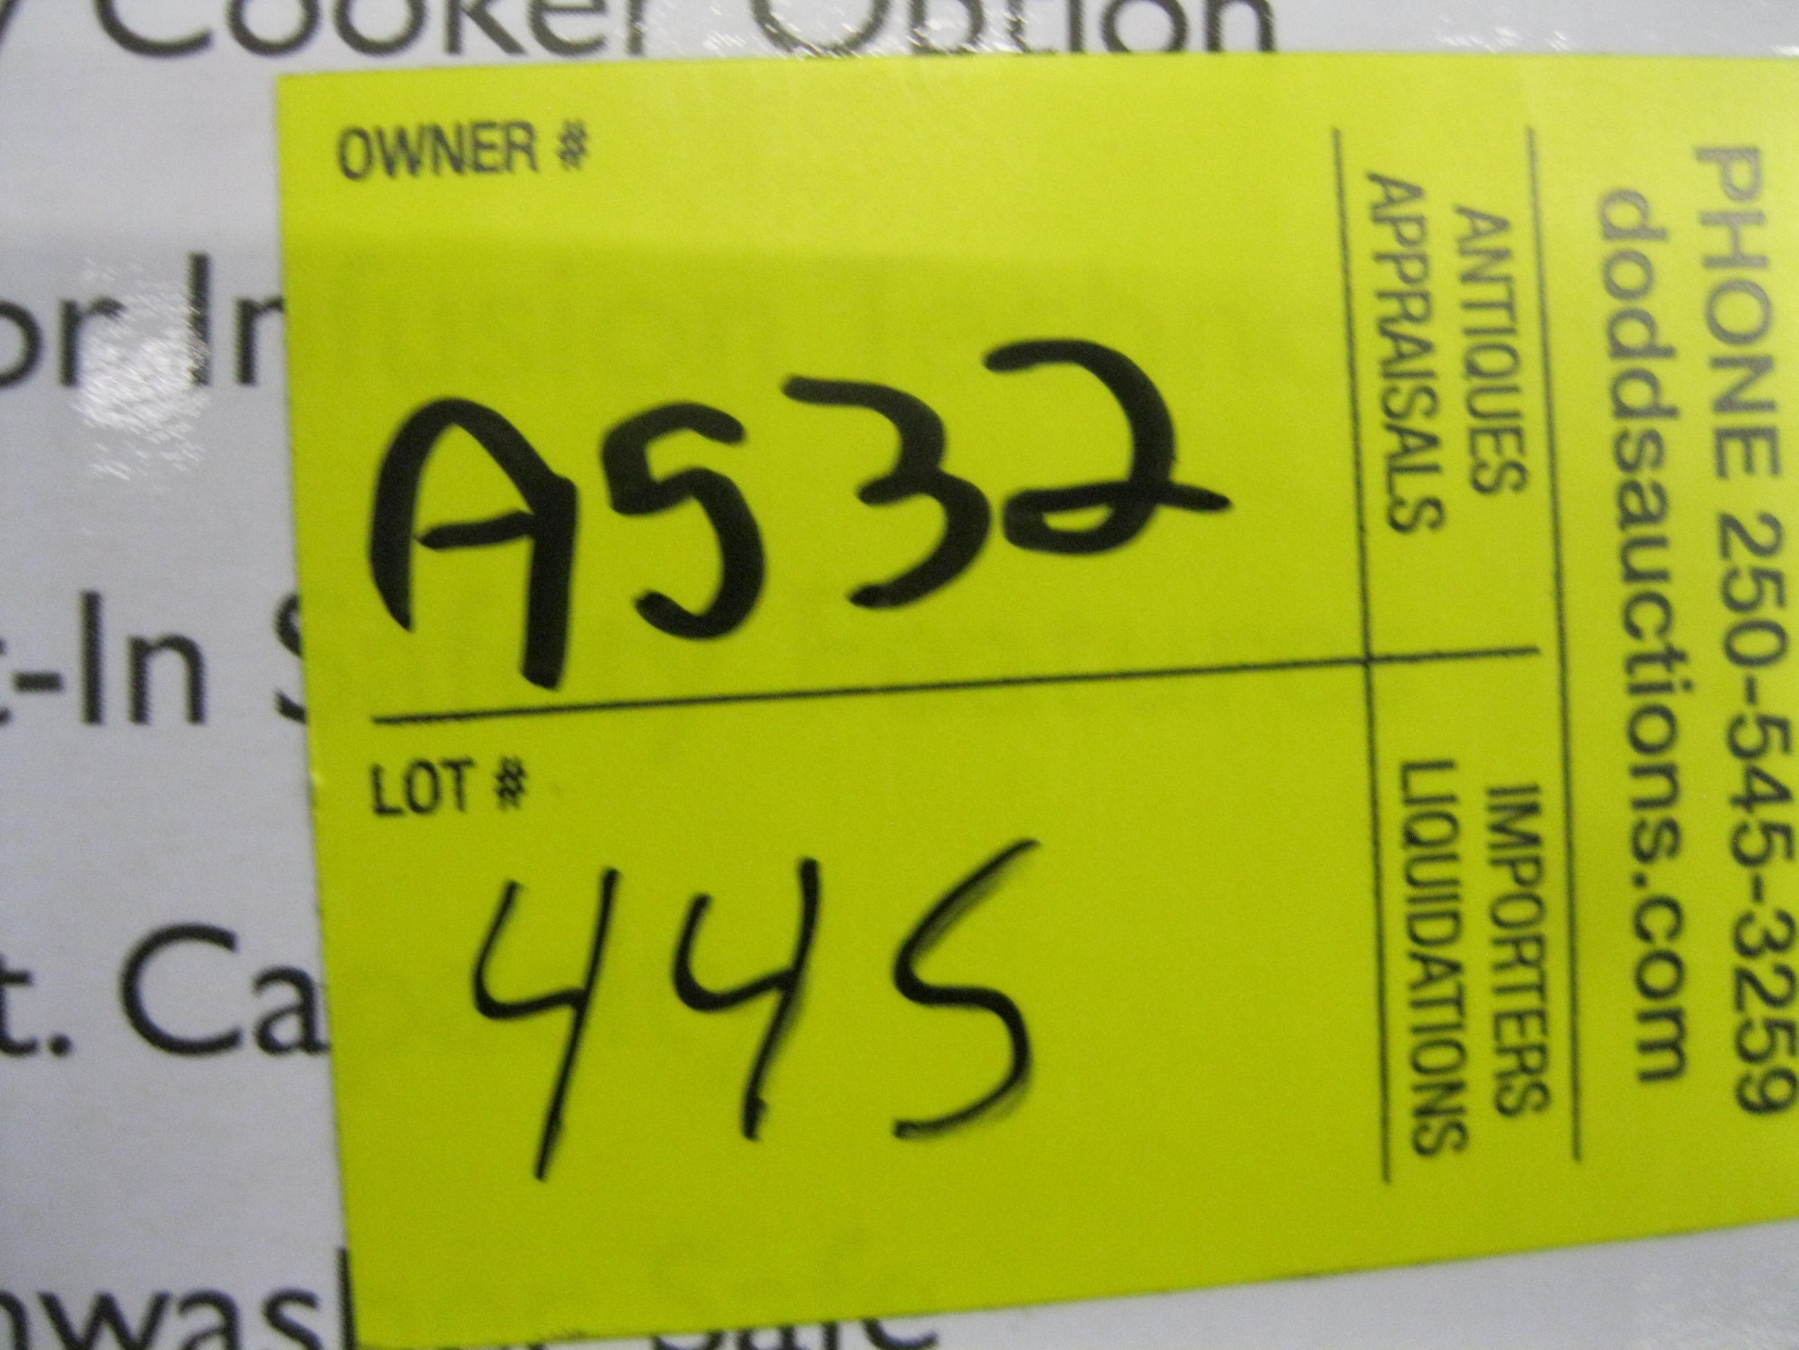 Cooker Option
OWNER #
A532
LOT #
445
ANTIQUES
APPRAISALS
IMPORTERS
LIQUIDATIONS
PHONE 250-545-3259
doddsauctions.com
or In
-In S
t. Ca